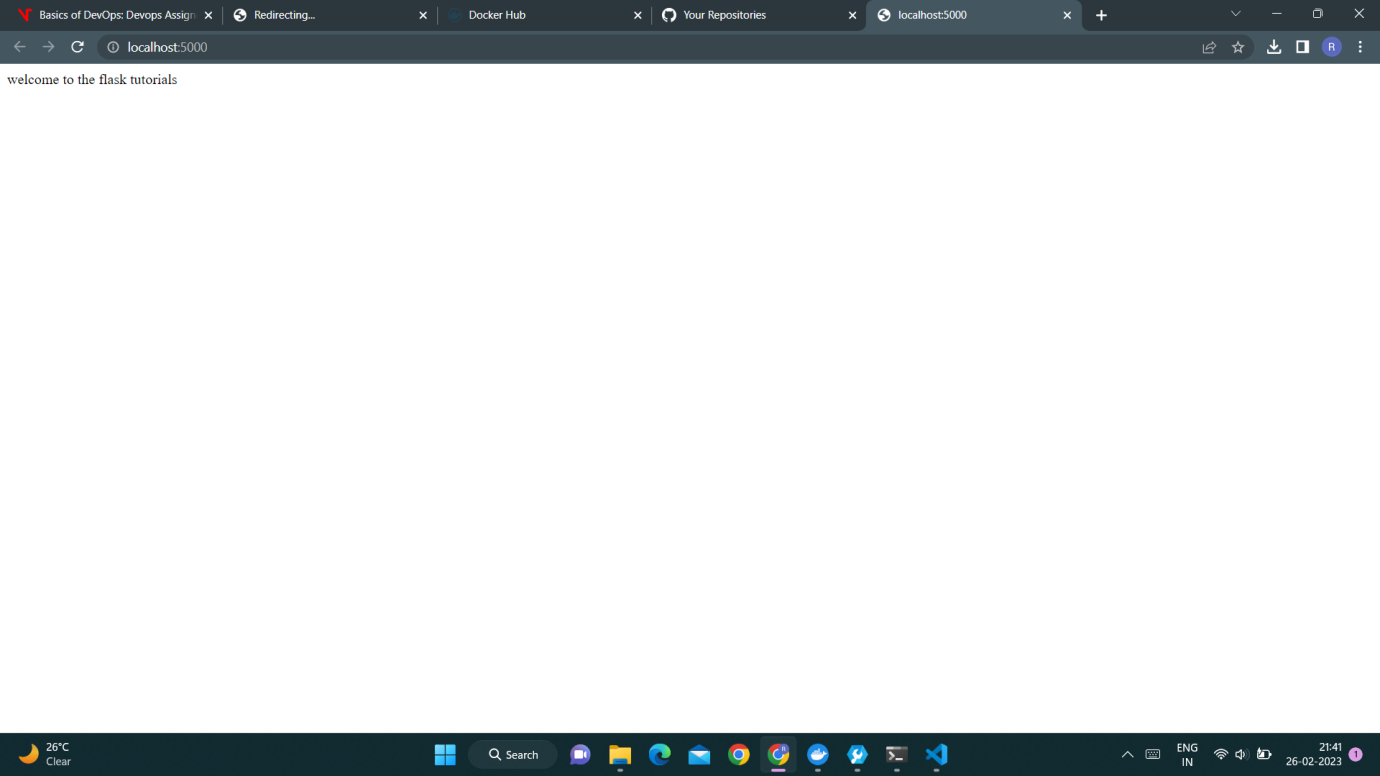 Basics of DevOps: Devops Assign
Redirecting...
Docker Hub
Your Repositories
localhost:5000
localhost:5000
R
welcome to the flask tutorials
26°C
Clear
Search
ENG
IN
21:41
26-02-2023
1